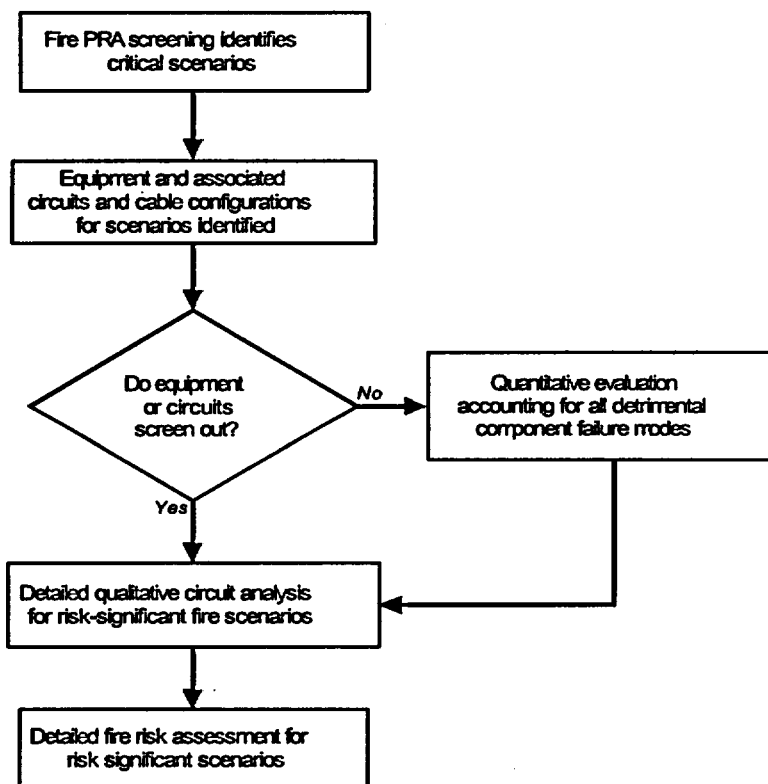 Fire PRA screening identifies
critical scenarios
Equipment and associated
circuits and cable configurations
for scenarios identified
Do equipment
or circuits
screen out?
No
Quantitative evaluation
accounting for all detrimental
component failure modes
Yes
Detailed qualitative circuit analysis
for risk-significant fire scenarios
Detailed fire risk assessment for
risk significant scenarios